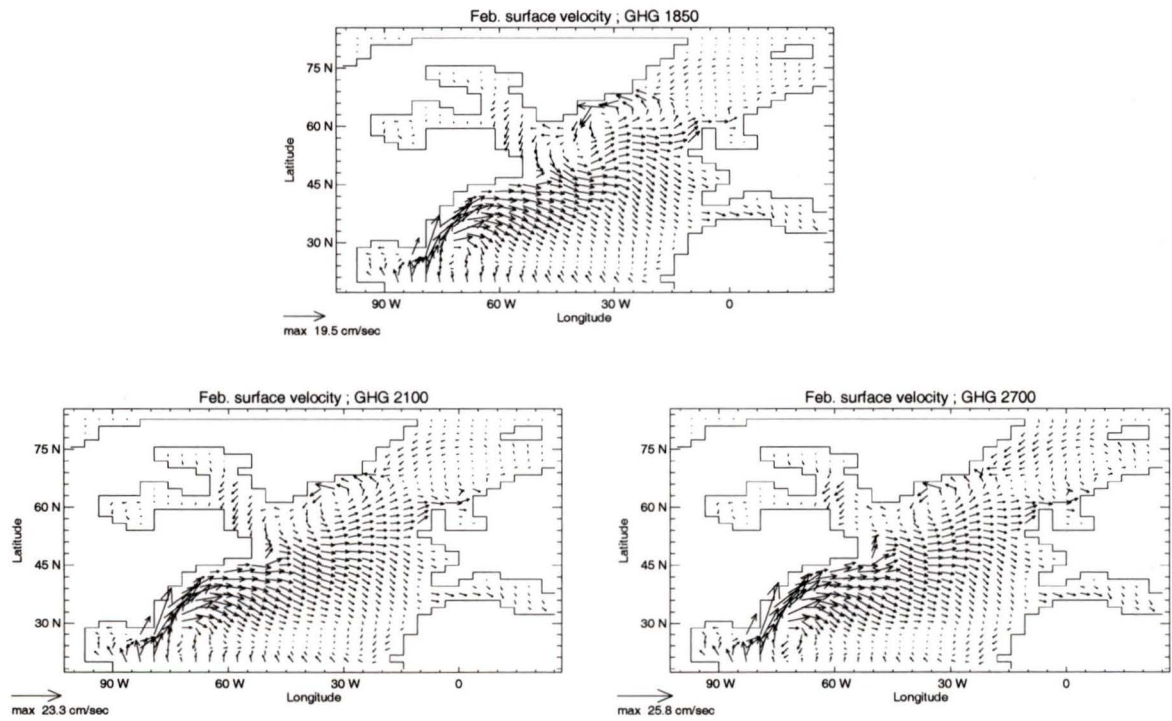 Feb. surface velocity ; GHG 1850
75 N
60 N
45 N
30 N
Latitude
90 W 60 W 30 W 0
Longitude
max 19.5 cm/sec
Feb. surface velocity ; GHG 2100
75 N
60 N
45 N
30 N
Latitude
90 W 60 W 30 W 0
Longitude
max 23.3 cm/sec
Feb. surface velocity ; GHG 2700
75 N
60 N
45 N
30 N
Latitude
90 W 60 W 30 W 0
Longitude
max 25.8 cm/sec